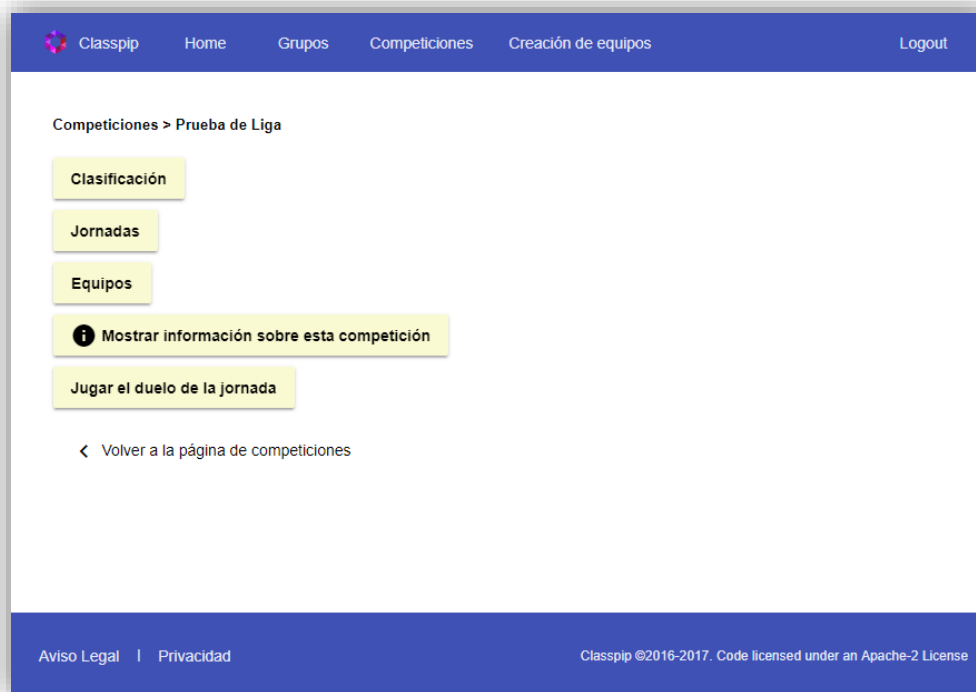 Classpip Home Grupos Competiciones Creación de equipos Logout
Competiciones > Prueba de Liga
Clasificación
Jornadas
Equipos
Mostrar información sobre esta competición
Jugar el duelo de la jornada
Volver a la página de competiciones
Aviso Legal | Privacidad Classpip ©2016-2017. Code licensed under an Apache-2 License